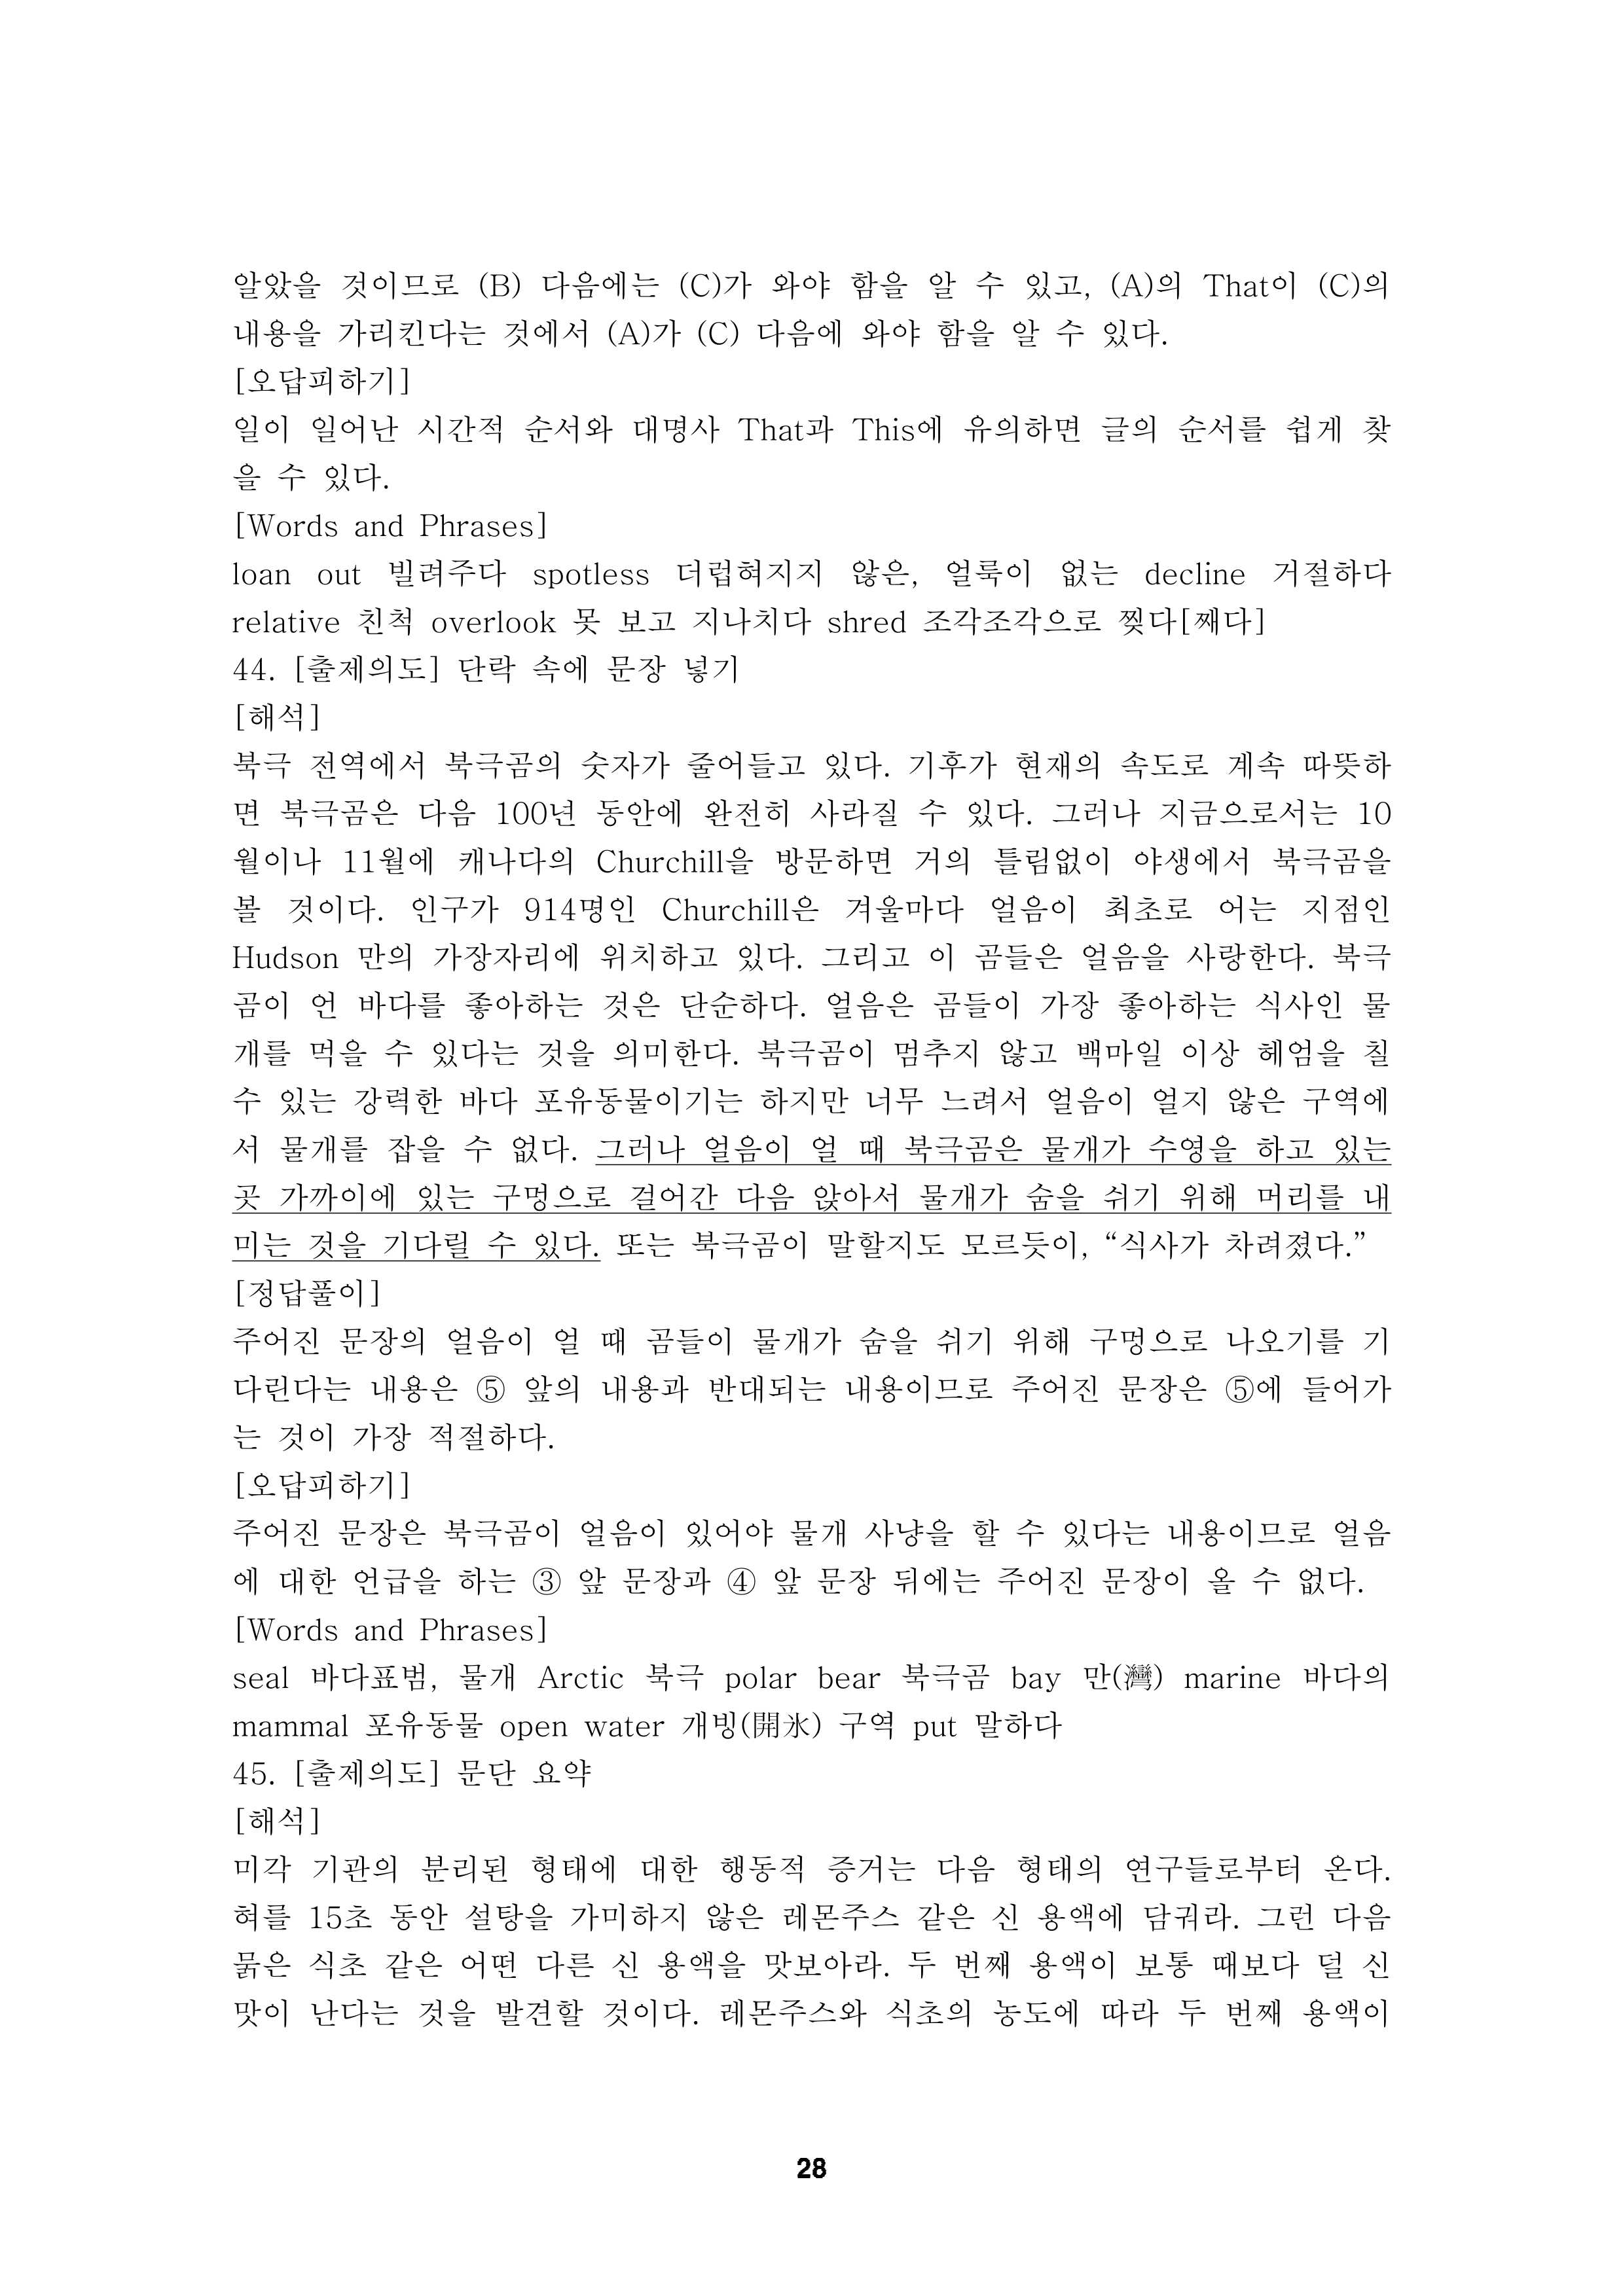 알았을 것이므로 (B) 다음에는 (C)가 와야 함을 알 수 있고, (A)의 That이 (C)의
내용을 가리킨다는 것에서 (A)가 (C) 다음에 와야 함을 알 수 있다.
[오답피하기]
일이 일어난 시간적 순서와 대명사 That과 This에 유의하면 글의 순서를 쉽게 찾
을 수 있다.
[Words and Phrases]
loan out 빌려주다 spotless 더럽혀지지 않은, 얼룩이 없는 decline 거절하다
relative 친척 overlook 못 보고 지나치다 shred 조각조각으로 찢다[째다]
44. [출제의도] 단락 속에 문장 넣기
[해석]
북극 전역에서 북극곰의 숫자가 줄어들고 있다. 기후가 현재의 속도로 계속 따뜻하
면 북극곰은 다음 100년 동안에 완전히 사라질 수 있다. 그러나 지금으로서는 10
월이나 11월에 캐나다의 Churchill을 방문하면 거의 틀림없이 야생에서 북극곰을
볼 것이다. 인구가 914명인 Churchill은 겨울마다 얼음이 최초로 어는 지점인
Hudson 만의 가장자리에 위치하고 있다. 그리고 이 곰들은 얼음을 사랑한다. 북극
곰이 언 바다를 좋아하는 것은 단순하다. 얼음은 곰들이 가장 좋아하는 식사인 물
개를 먹을 수 있다는 것을 의미한다. 북극곰이 멈추지 않고 백마일 이상 헤엄을 칠
수 있는 강력한 바다 포유동물이기는 하지만 너무 느려서 얼음이 얼지 않은 구역에
서 물개를 잡을 수 없다. 그러나 얼음이 얼 때 북극곰은 물개가 수영을 하고 있는
곳 가까이에 있는 구멍으로 걸어간 다음 앉아서 물개가 숨을 쉬기 위해 머리를 내
미는 것을 기다릴 수 있다. 또는 북극곰이 말할지도 모르듯이, “식사가 차려졌다.”
[정답풀이]
주어진 문장의 얼음이 얼 때 곰들이 물개가 숨을 쉬기 위해 구멍으로 나오기를 기
다린다는 내용은 ⑤ 앞의 내용과 반대되는 내용이므로 주어진 문장은 ⑤에 들어가
는 것이 가장 적절하다.
[오답피하기]
주어진 문장은 북극곰이 얼음이 있어야 물개 사냥을 할 수 있다는 내용이므로 얼음
에 대한 언급을 하는 ③ 앞 문장과 ④ 앞 문장 뒤에는 주어진 문장이 올 수 없다.
[Words and Phrases]
seal 바다표범, 물개 Arctic 북극 polar bear 북극곰 bay 만(灣) marine 바다의
mammal 포유동물 open water 개빙(開氷) 구역 put 말하다
45. [출제의도] 문단 요약
[해석]
미각 기관의 분리된 형태에 대한 행동적 증거는 다음 형태의 연구들로부터 온다.
혀를 15초 동안 설탕을 가미하지 않은 레몬주스 같은 신 용액에 담궈라. 그런 다음
묽은 식초 같은 어떤 다른 신 용액을 맛보아라. 두 번째 용액이 보통 때보다 덜 신
맛이 난다는 것을 발견할 것이다. 레몬주스와 식초의 농도에 따라 두 번째 용액이
28